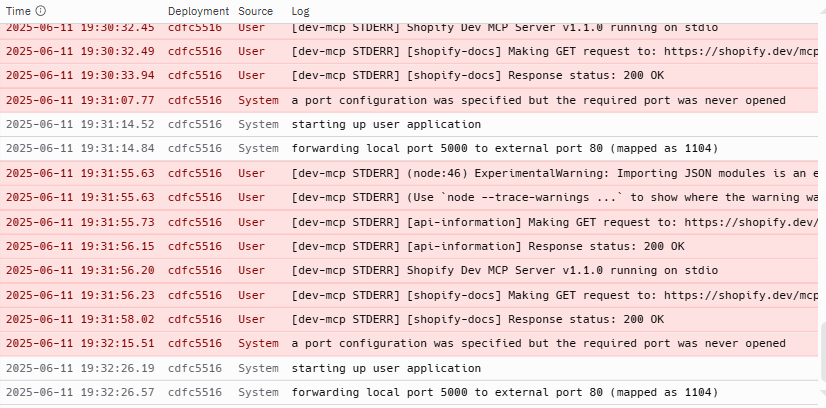 Time Deployment Source Log
2025-06-11 19:30:32.45 cdfc5516 User [dev-mcp STDERR] Shopify Dev MCP Server v1.1.0 running on stdio
2025-06-11 19:30:32.49 cdfc5516 User [dev-mcp STDERR] [shopify-docs] Making GET request to: https://shopify.dev/mcp
2025-06-11 19:30:33.94 cdfc5516 User [dev-mcp STDERR] [shopify-docs] Response status: 200 OK
2025-06-11 19:31:07.77 cdfc5516 System a port configuration was specified but the required port was never opened
2025-06-11 19:31:14.52 cdfc5516 System starting up user application
2025-06-11 19:31:14.84 cdfc5516 System forwarding local port 5000 to external port 80 (mapped as 1104)
2025-06-11 19:31:55.63 cdfc5516 User [dev-mcp STDERR] (node:46) ExperimentalWarning: Importing JSON modules is an e
2025-06-11 19:31:55.63 cdfc5516 User [dev-mcp STDERR] (Use `node --trace-warnings ...` to show where the warning wa
2025-06-11 19:31:55.73 cdfc5516 User [dev-mcp STDERR] [api-information] Making GET request to: https://shopify.dev/
2025-06-11 19:31:56.15 cdfc5516 User [dev-mcp STDERR] [api-information] Response status: 200 OK
2025-06-11 19:31:56.20 cdfc5516 User [dev-mcp STDERR] Shopify Dev MCP Server v1.1.0 running on stdio
2025-06-11 19:31:56.23 cdfc5516 User [dev-mcp STDERR] [shopify-docs] Making GET request to: https://shopify.dev/mcp
2025-06-11 19:31:58.02 cdfc5516 User [dev-mcp STDERR] [shopify-docs] Response status: 200 OK
2025-06-11 19:32:15.51 cdfc5516 System a port configuration was specified but the required port was never opened
2025-06-11 19:32:26.19 cdfc5516 System starting up user application
2025-06-11 19:32:26.57 cdfc5516 System forwarding local port 5000 to external port 80 (mapped as 1104)